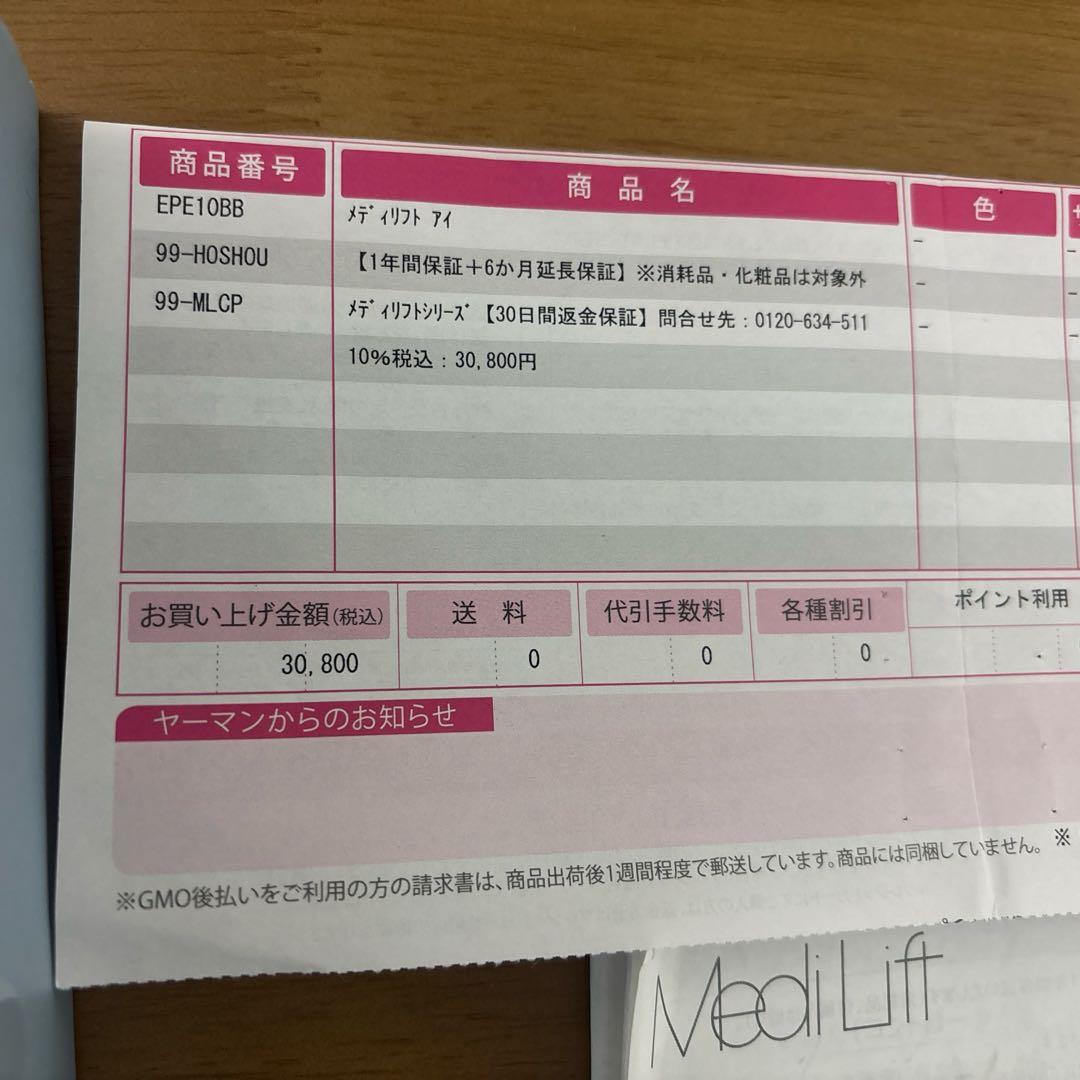 商品番号 商品名 色
EPE10BB ﾒﾃﾞｨﾘﾌﾄ ｱｲ -
99-HOSHOU 【1年間保証＋6か月延長保証】※消耗品・化粧品は対象外 -
99-MLCP ﾒﾃﾞｨﾘﾌﾄｼﾘｰｽﾞ【30日間返金保証】問合せ先：0120-634-511 -
10%税込：30,800円
お買い上げ金額(税込) 送料 代引手数料 各種割引 ポイント利用
30,800 0 0 0
ヤーマンからのお知らせ
※GMO後払いをご利用の方の請求書は、商品出荷後1週間程度で郵送しています。商品には同梱していません。 ※
Medi Lift